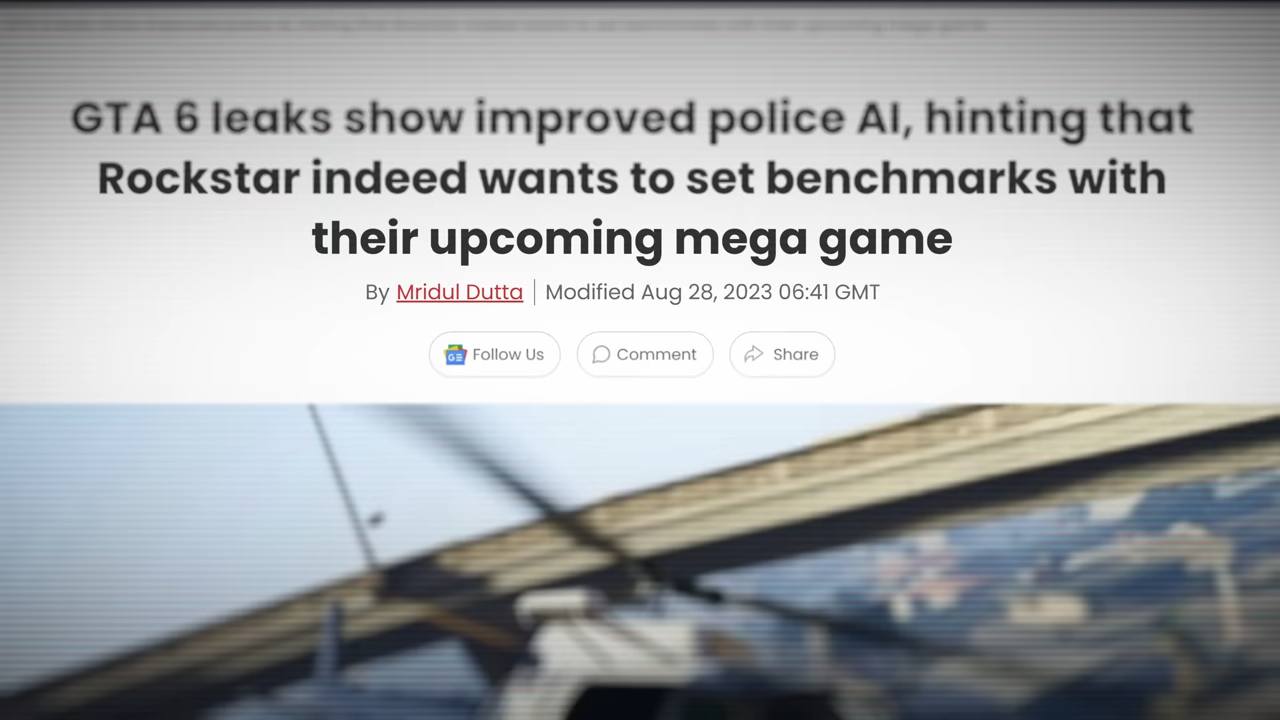 GTA 6 leaks show improved police AI, hinting that
Rockstar indeed wants to set benchmarks with
their upcoming mega game
By Mridul Dutta | Modified Aug 28, 2023 06:41 GMT
Follow Us
Comment
Share